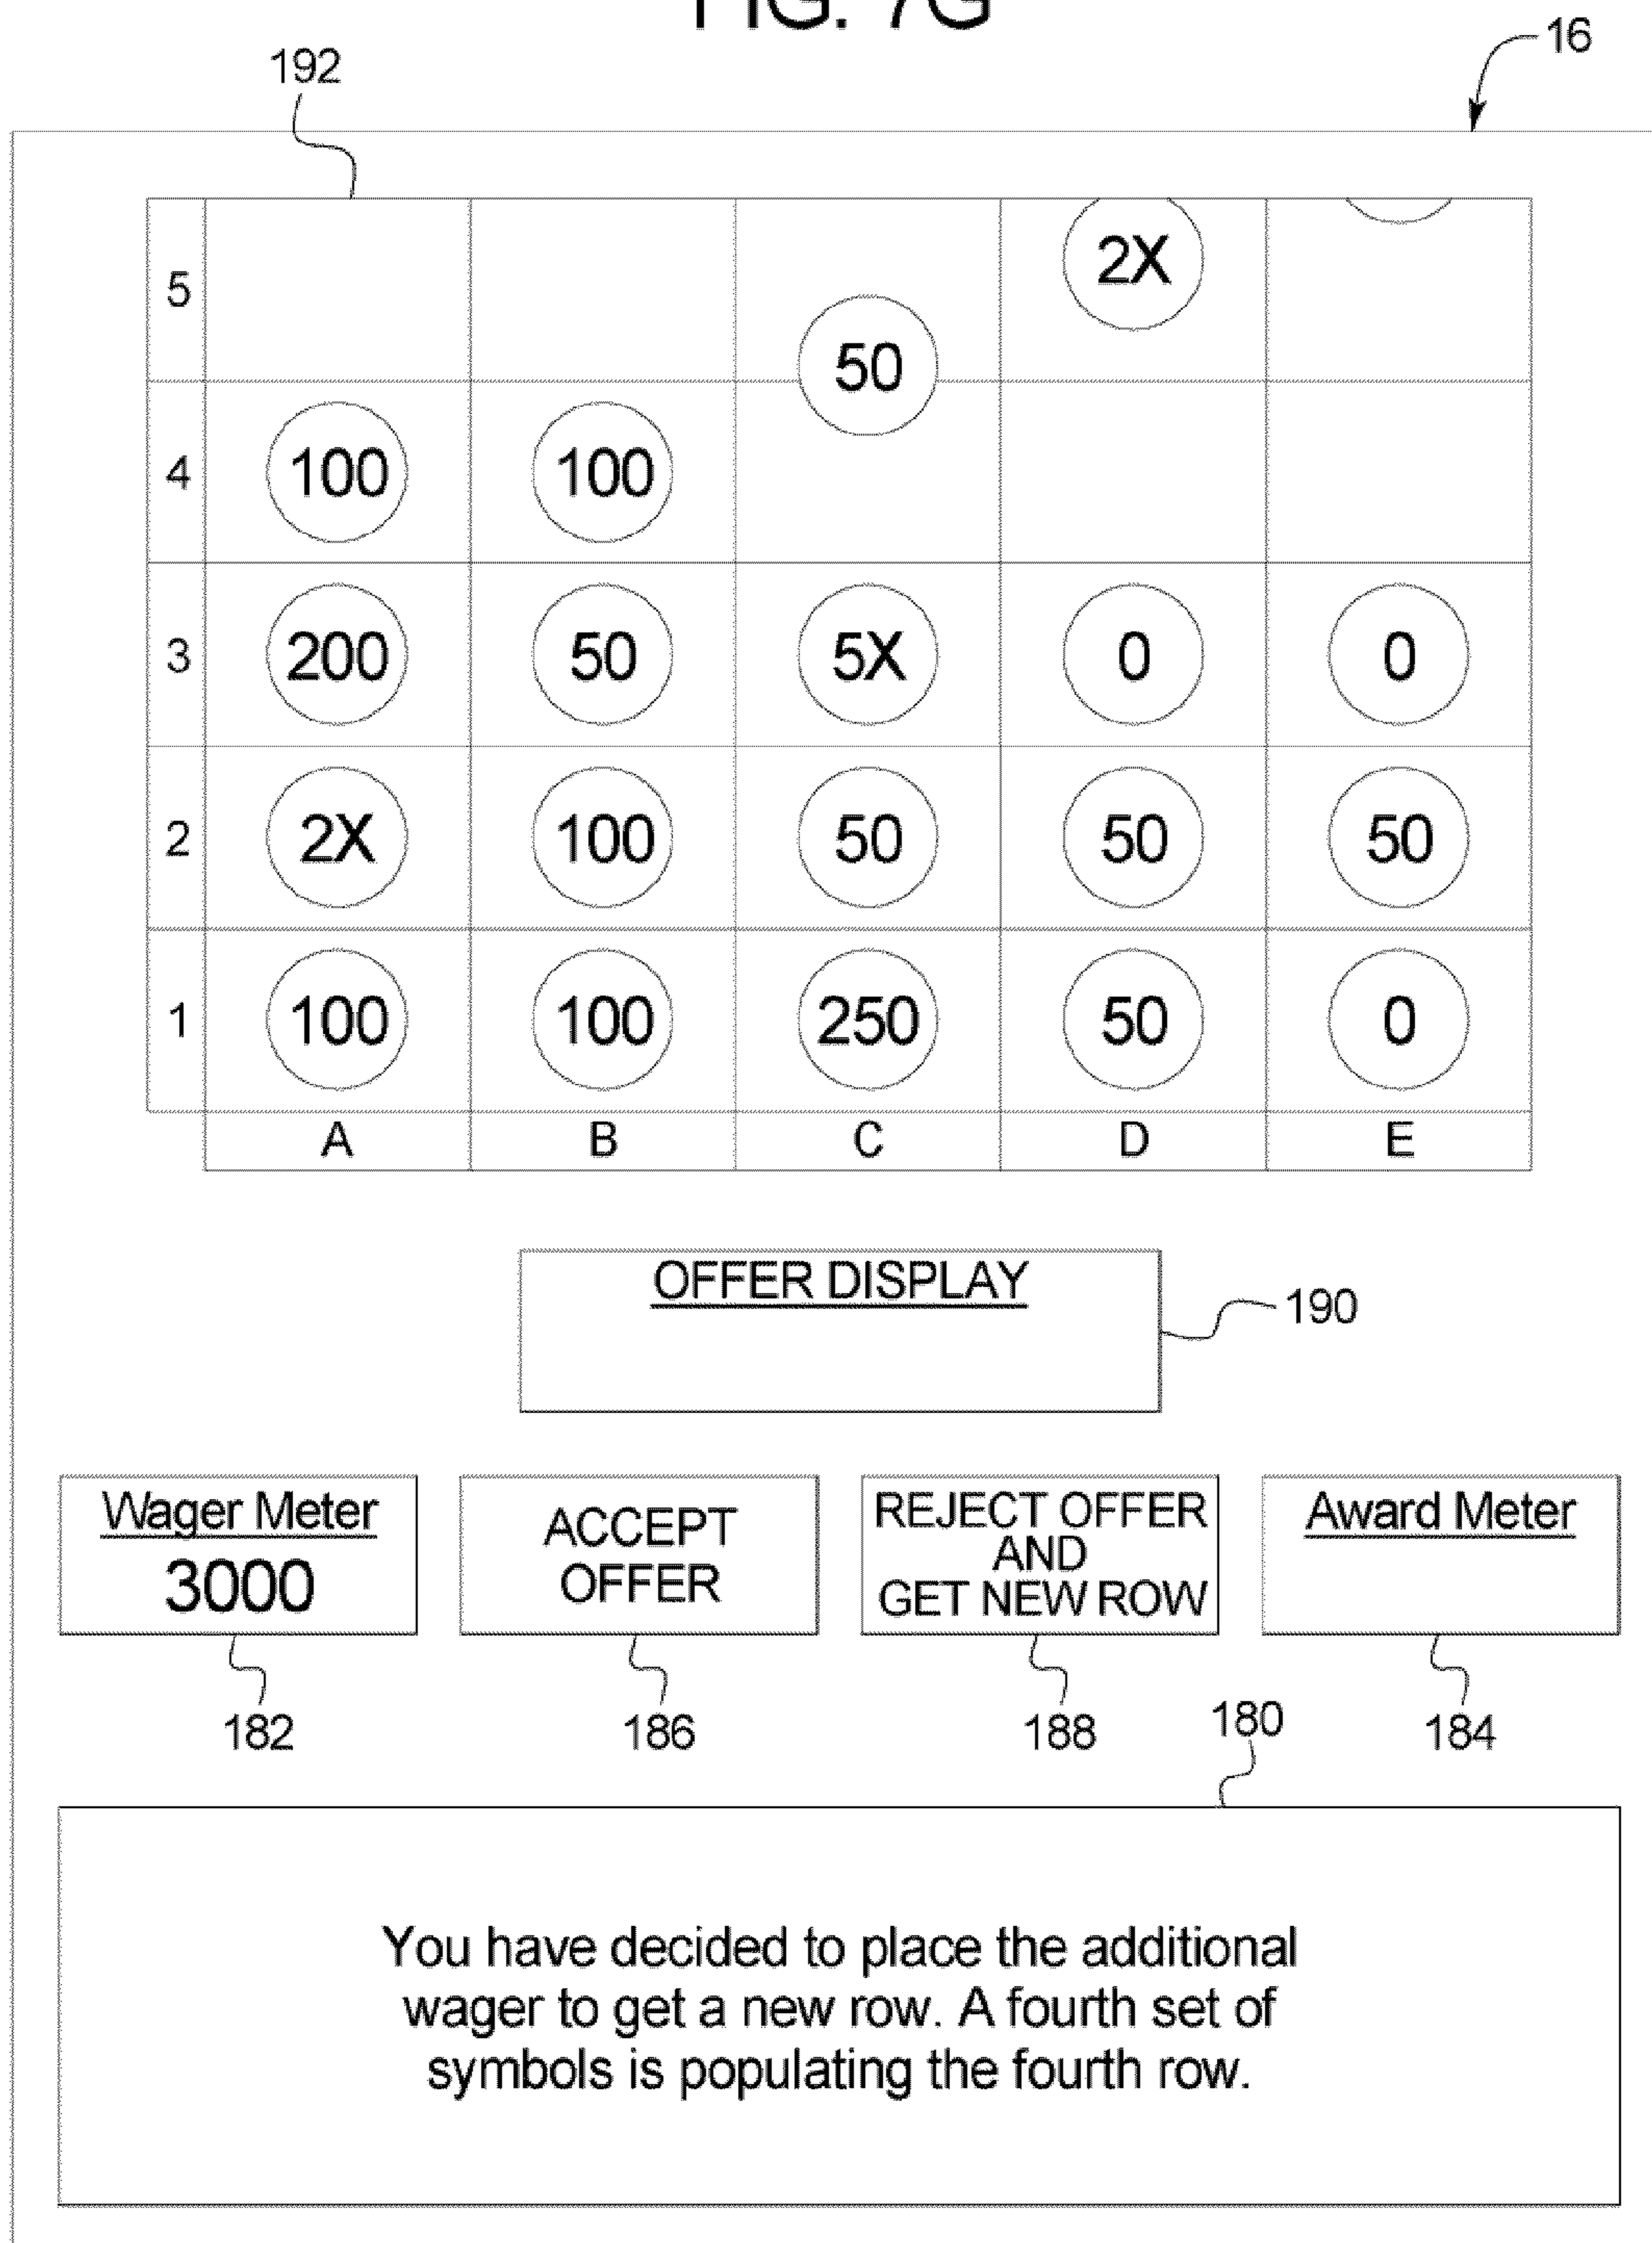 FIG. 7G
16
192
5 2X
50
4 100 100
3 200 50 5X 0 0
2 2X 100 50 50 50
1 100 100 250 50 0
A B C D E
OFFER DISPLAY
190
Wager Meter
3000
ACCEPT
OFFER
REJECT OFFER
AND
GET NEW ROW
Award Meter
182 186 188 180 184
You have decided to place the additional
wager to get a new row. A fourth set of
symbols is populating the fourth row.